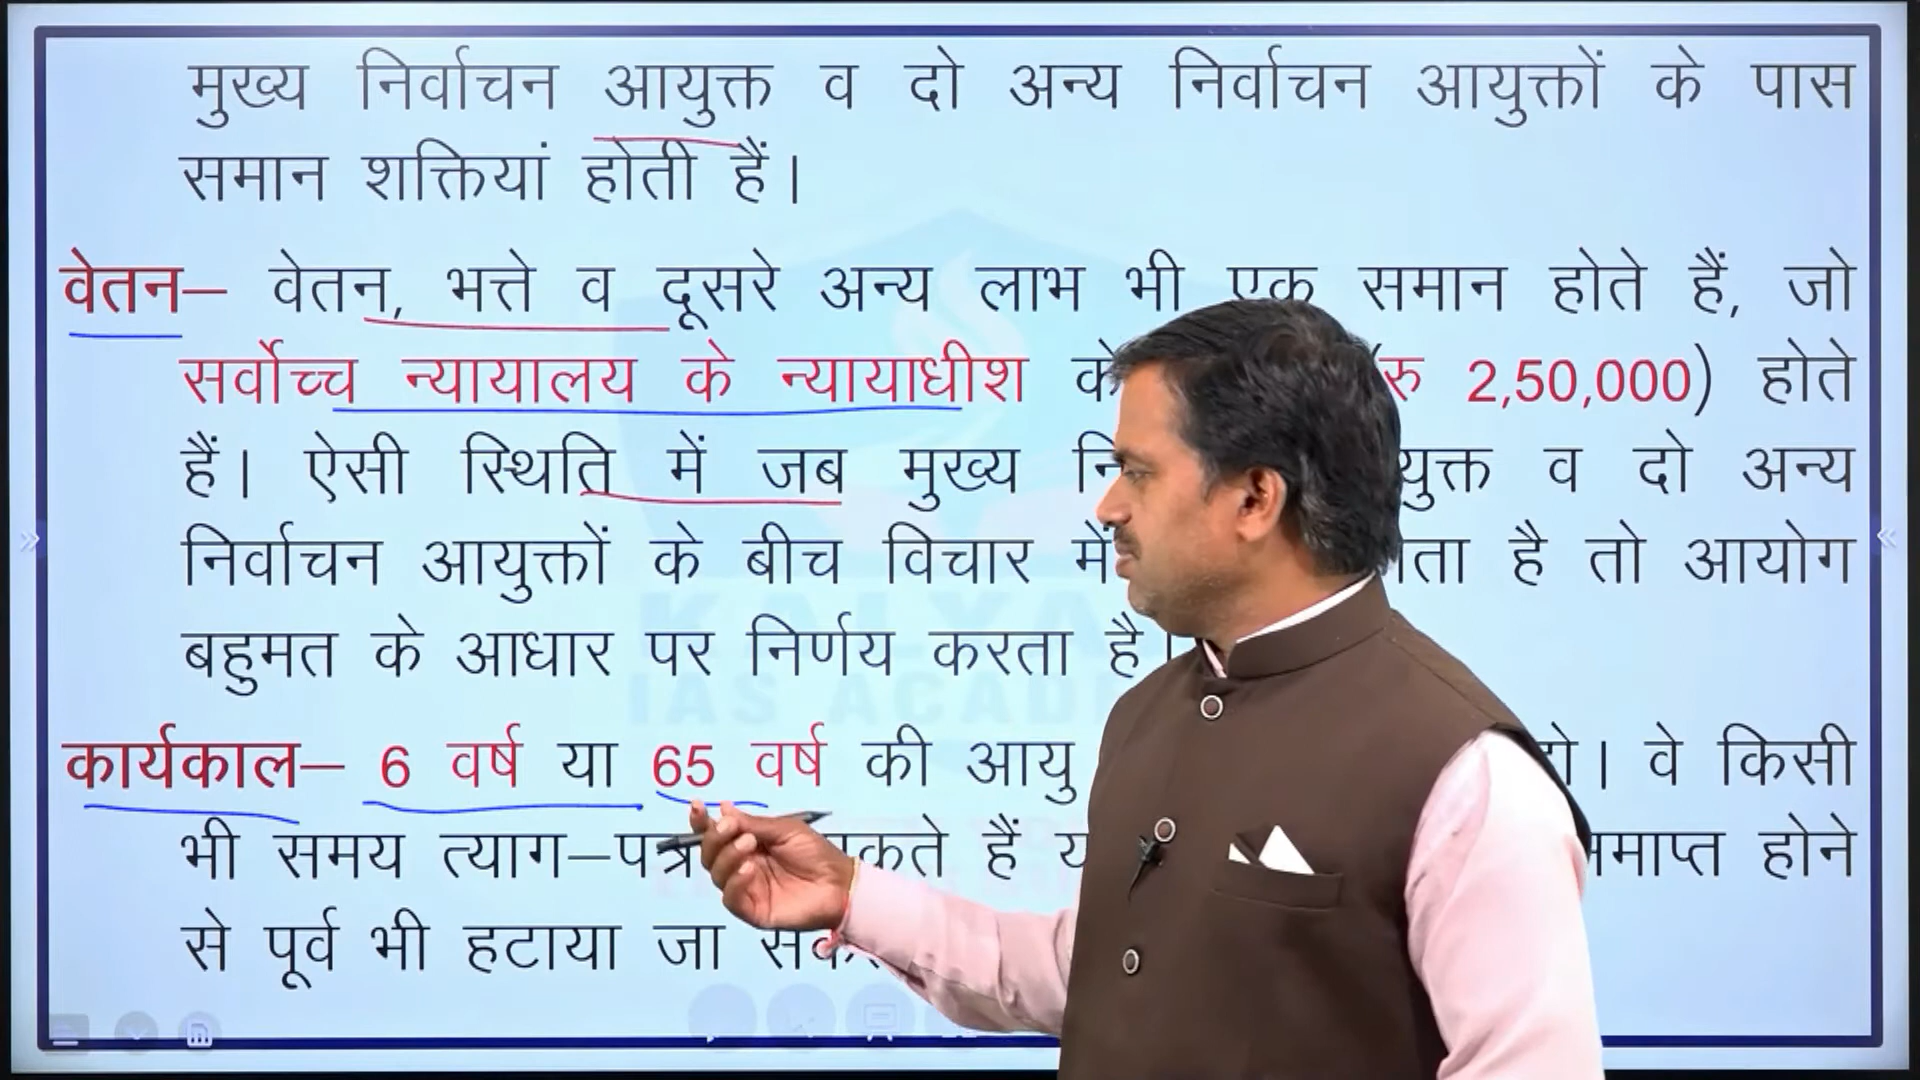 मुख्य निर्वाचन आयुक्त व दो अन्य निर्वाचन आयुक्तों के पास
समान शक्तियां होती हैं।
वेतन– वेतन, भत्ते व दूसरे अन्य लाभ भी एक समान होते हैं, जो
सर्वोच्च न्यायालय के न्यायाधीश के (रु 2,50,000) होते
हैं। ऐसी स्थिति में जब मुख्य व दो अन्य
निर्वाचन आयुक्तों के बीच विचार में है तो आयोग
बहुमत के आधार पर निर्णय करता है।
कार्यकाल– 6 वर्ष या 65 वर्ष की आयु वे किसी
भी समय त्याग–पत्र हैं होने
से पूर्व भी हटाया जा
IAS